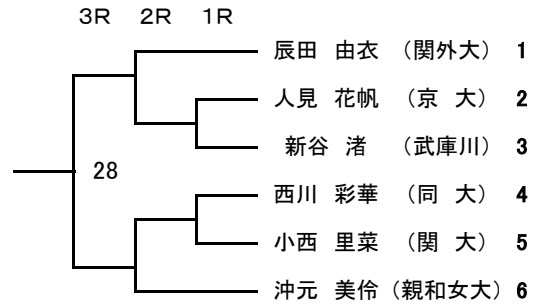 3R 2R 1R
辰田 由衣 （関外大） 1
人見 花帆 （京 大） 2
新谷 渚 （武庫川） 3
28
西川 彩華 （同 大） 4
小西 里菜 （関 大） 5
沖元 美伶 （親和女大） 6